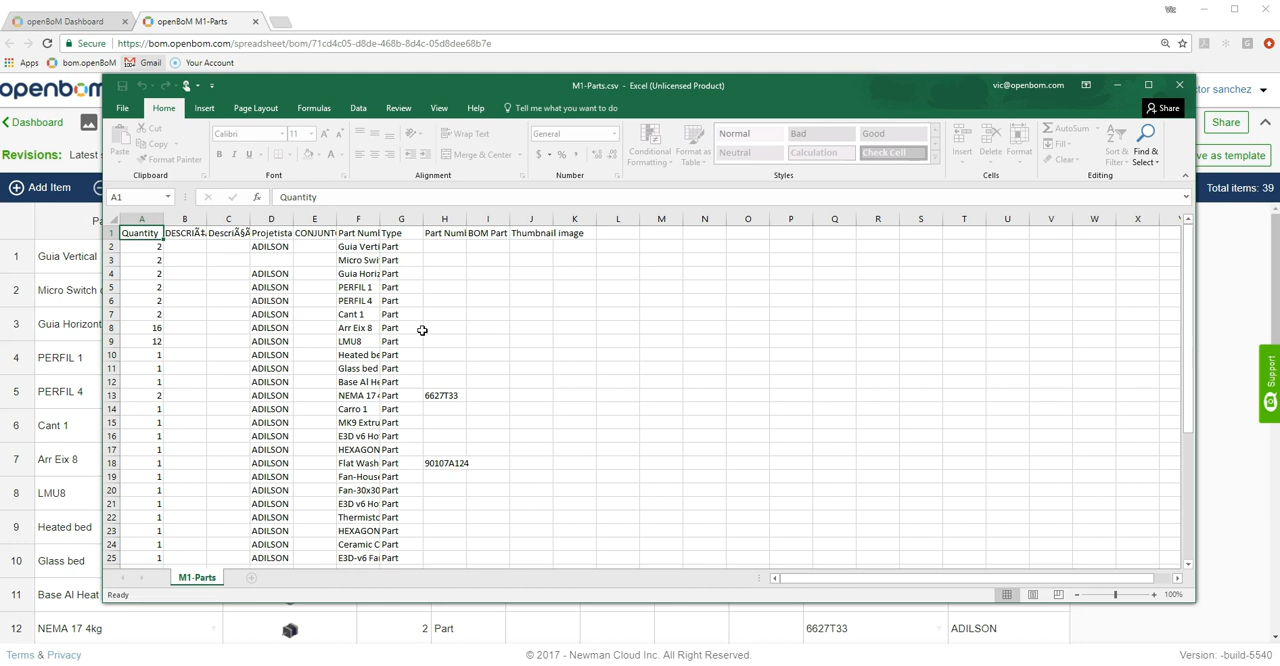 openBoM Dashboard
openBoM M1-Parts
Vic
Secure
https://bom.openbom.com/spreadsheet/bom/71cd4c05-d8de-468b-8d4c-05d8dee68b7e
Apps
bom.openBoM
Gmail
Your Account
openbom
ctor sanchez
Dashboard
Share
Revisions: Latest s
ve as template
Add Item
Total items: 39
M1-Parts.csv - Excel (Unlicensed Product)
vic@openbom.com
File Home Insert Page Layout Formulas Data Review View Help Tell me what you want to do
Share
Paste
Cut
Copy
Format Painter
Clipboard
Calibri 11
B I U
Font
Wrap Text
Merge & Center
Alignment
General
$ % ,
Number
Conditional Formatting
Format as Table
Normal Bad Good
Neutral Calculation Check Cell
Styles
Insert Delete Format
Cells
AutoSum
Fill
Clear
Sort & Filter
Find & Select
Editing
A1
fx
Quantity
A B C D E F G H I J K L M N O P Q R S T U V W X
1 Quantity DESCRIÃ‡ DescriÃ§Ã Projetista CONJUNT Part Numl Type Part Numl BOM Part Thumbnail image
2 2 ADILSON Guia Verti Part
3 2 Micro Swi Part
4 2 ADILSON Guia Horiz Part
5 2 ADILSON PERFIL 1 Part
6 2 ADILSON PERFIL 4 Part
7 2 ADILSON Cant 1 Part
8 16 ADILSON Arr Eix 8 Part
9 12 ADILSON LMU8 Part
10 1 ADILSON Heated be Part
11 1 ADILSON Glass bed Part
12 1 ADILSON Base Al He Part
13 2 ADILSON NEMA 17 4 Part 6627T33
14 1 ADILSON Carro 1 Part
15 1 ADILSON MK9 Extru Part
16 1 ADILSON E3D v6 Ho Part
17 1 ADILSON HEXAGON Part
18 1 ADILSON Flat Wash Part 90107A124
19 1 ADILSON Fan-Hous Part
20 1 ADILSON Fan-30x30 Part
21 1 ADILSON E3D v6 Ho Part
22 1 ADILSON Thermisto Part
23 1 ADILSON HEXAGON Part
24 1 ADILSON Ceramic C Part
25 1 ADILSON E3D-v6 Fa Part
M1-Parts
Ready
100%
Pa
1 Guia Vertical
2 Micro Switch
3 Guia Horizont
4 PERFIL 1
5 PERFIL 4
6 Cant 1
7 Arr Eix 8
8 LMU8
9 Heated bed
10 Glass bed
11 Base Al Heat
12 NEMA 17 4kg 2 Part 6627T33 ADILSON
Support
Terms & Privacy
© 2017 - Newman Cloud Inc. All Right Reserved.
Version: -build-5540